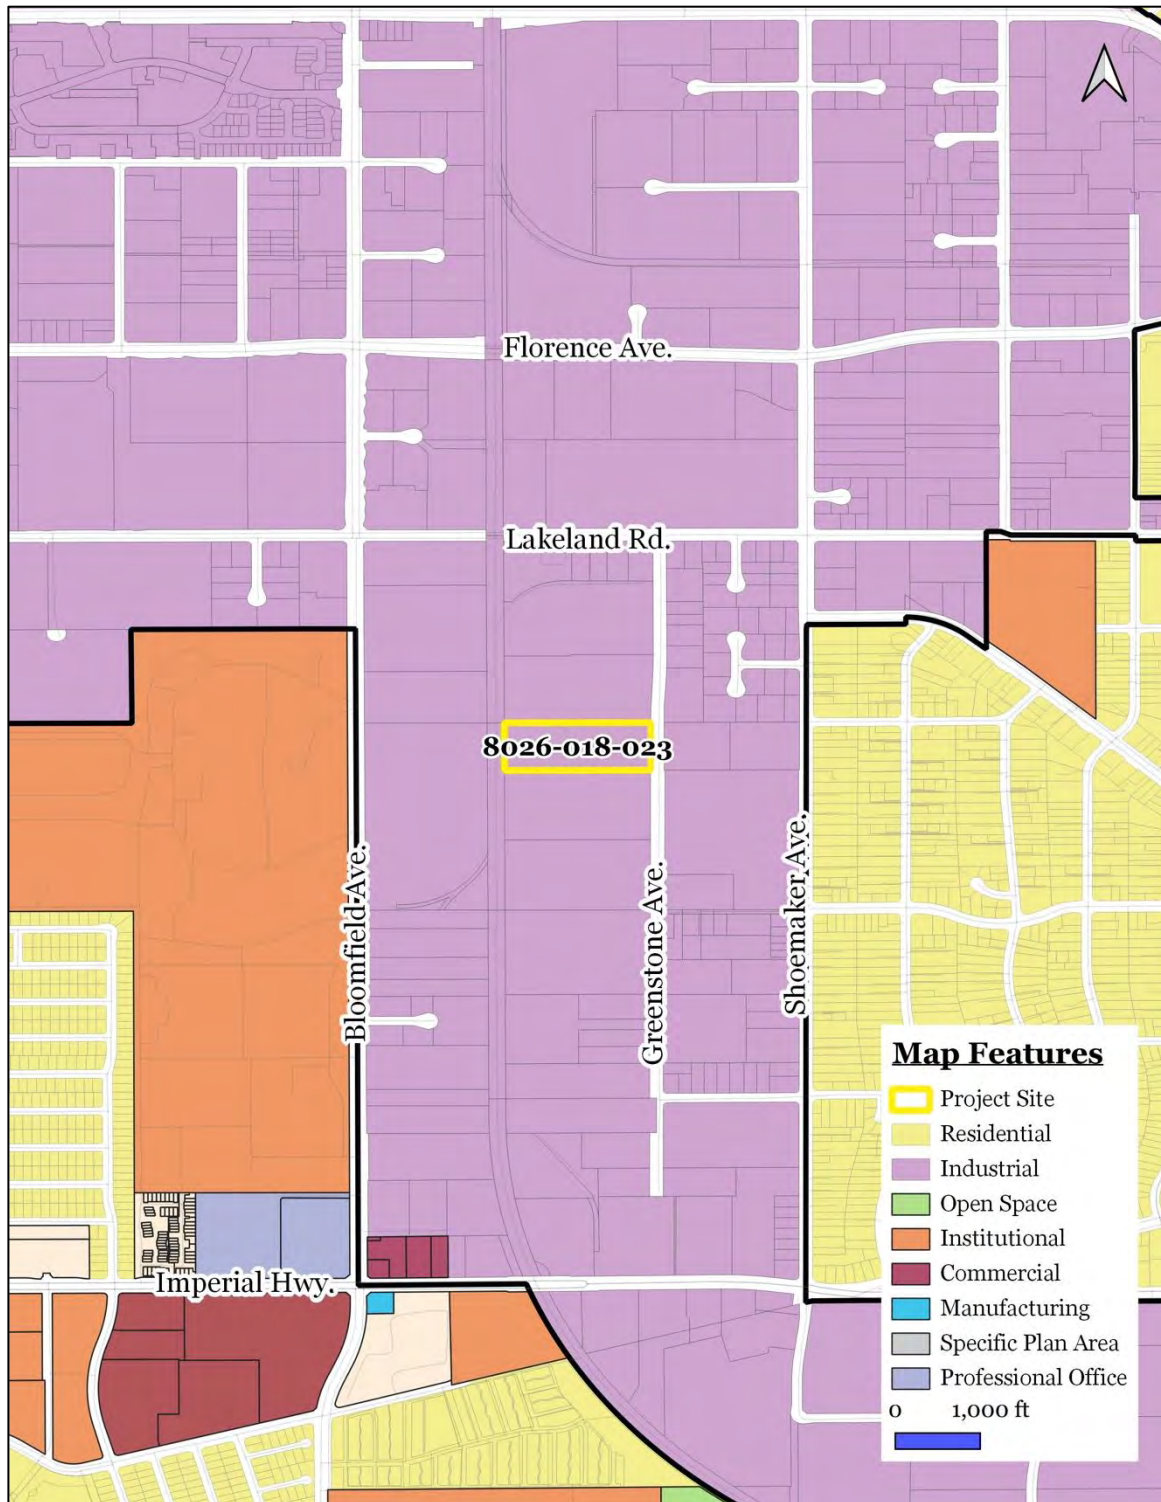 Florence Ave.
Lakeland Rd.
8026-018-023
Bloomfield Ave.
Greenstone Ave.
Shoemaker Ave.
Imperial Hwy.
Map Features
Project Site
Residential
Industrial
Open Space
Institutional
Commercial
Manufacturing
Specific Plan Area
Professional Office
0 1,000 ft